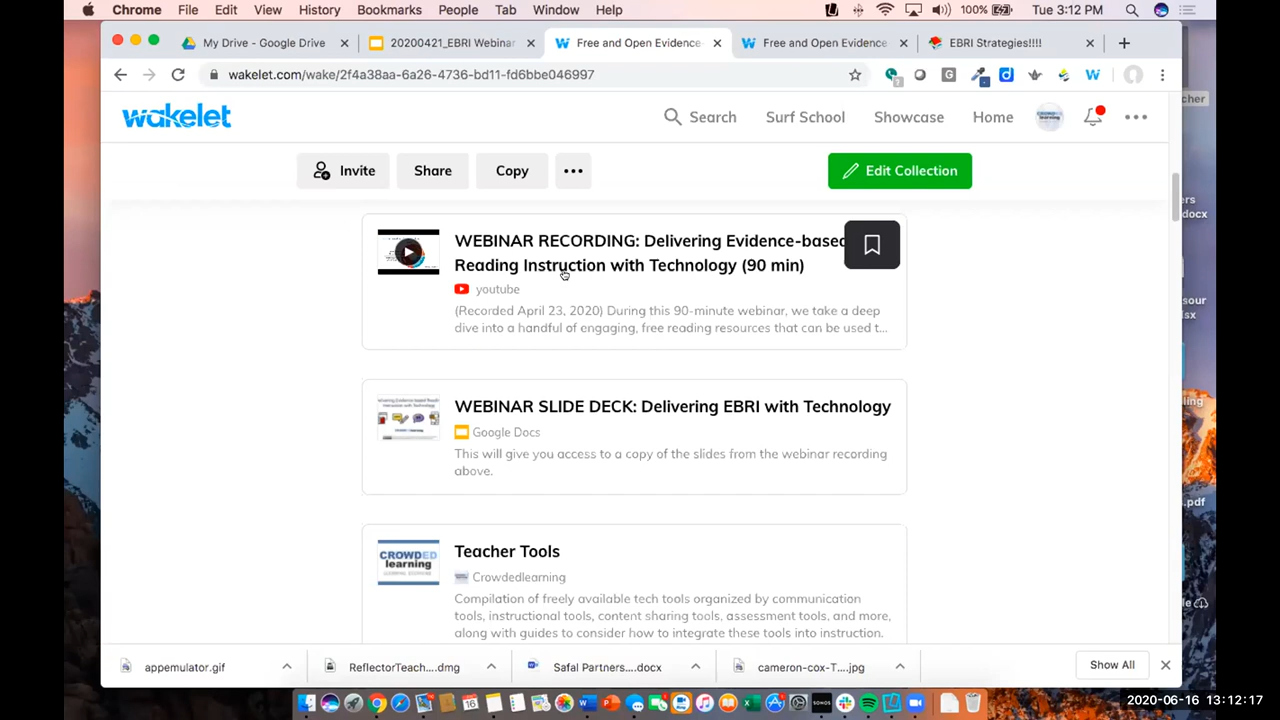 Chrome File Edit View History Bookmarks People Tab Window Help 100% Tue 3:12 PM
My Drive - Google Drive 20200421_EBRI Webinar Free and Open Evidence- Free and Open Evidence EBRI Strategies!!!!
wakelet.com/wake/2f4a38aa-6a26-4736-bd11-fd6bbe046997
cher
wakelet Search Surf School Showcase Home
Invite Share Copy Edit Collection
WEBINAR RECORDING: Delivering Evidence-based
Reading Instruction with Technology (90 min)
youtube
(Recorded April 23, 2020) During this 90-minute webinar, we take a deep
dive into a handful of engaging, free reading resources that can be used t...
ers
docx
WEBINAR SLIDE DECK: Delivering EBRI with Technology
Google Docs
This will give you access to a copy of the slides from the webinar recording
above.
sour
sx
ling
.pdf
CROWDED
learning
Teacher Tools
Crowdedlearning
Compilation of freely available tech tools organized by communication
tools, instructional tools, content sharing tools, assessment tools, and more,
along with guides to consider how to integrate these tools into instruction.
appemulator.gif ReflectorTeach....dmg Safal Partners....docx cameron-cox-T....jpg Show All
SONOS
2020-06-16 13:12:17